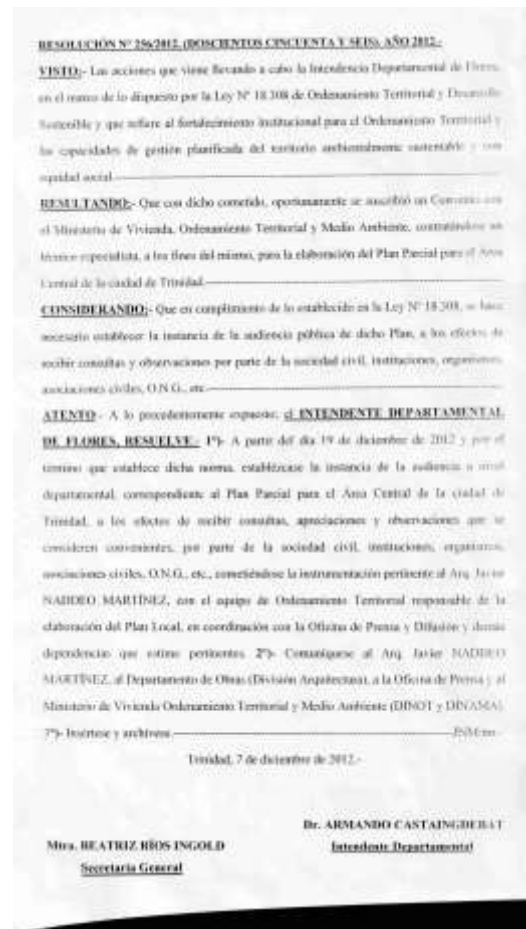 RESOLUCIÓN Nº 256/2012. (DOSCIENTOS CINCUENTA Y SEIS). AÑO 2012.-
VISTO:- Las acciones que viene llevando a cabo la Intendencia Departamental de Flores,
en el marco de lo dispuesto por la Ley Nº 18.308 de Ordenamiento Territorial y Desarrollo
Sostenible y que refiere al fortalecimiento institucional para el Ordenamiento Territorial y
las capacidades de gestión planificada del territorio ambientalmente sustentable y con
equidad social.-
RESULTANDO:- Que con dicho cometido, oportunamente se suscribió un Convenio con
el Ministerio de Vivienda, Ordenamiento Territorial y Medio Ambiente, contratándose un
técnico especialista, a los fines del mismo, para la elaboración del Plan Parcial para el Área
Central de la ciudad de Trinidad.-
CONSIDERANDO:- Que en cumplimiento de lo establecido en la Ley Nº 18.308, se hace
necesario establecer la instancia de la audiencia pública de dicho Plan, a los efectos de
recibir consultas y observaciones por parte de la sociedad civil, instituciones, organismos,
asociaciones civiles, O.N.G., etc.-
ATENTO:- A lo precedentemente expuesto; el INTENDENTE DEPARTAMENTAL
DE FLORES, RESUELVE:- 1º)- A partir del día 19 de diciembre de 2012 y por el
término que establece dicha norma, establézcase la instancia de la audiencia a nivel
departamental, correspondiente al Plan Parcial para el Área Central de la ciudad de
Trinidad, a los efectos de recibir consultas, apreciaciones y observaciones que se
consideren convenientes, por parte de la sociedad civil, instituciones, organismos,
asociaciones civiles, O.N.G., etc., cometiéndose la instrumentación pertinente al Arq. Javier
NADDEO MARTÍNEZ, con el equipo de Ordenamiento Territorial responsable de la
elaboración del Plan Local, en coordinación con la Oficina de Prensa y Difusión y demás
dependencias que estime pertinentes. 2º)- Comuníquese al Arq. Javier NADDEO
MARTÍNEZ, al Departamento de Obras (División Arquitectura), a la Oficina de Prensa y al
Ministerio de Vivienda Ordenamiento Territorial y Medio Ambiente (DINOT y DINAMA).
7º)- Insértese y archívese.-
Trinidad, 7 de diciembre de 2012.-
Dr. ARMANDO CASTAINGDEBAT
Mtra. BEATRIZ RÍOS INGOLD
Intendente Departamental
Secretaria General